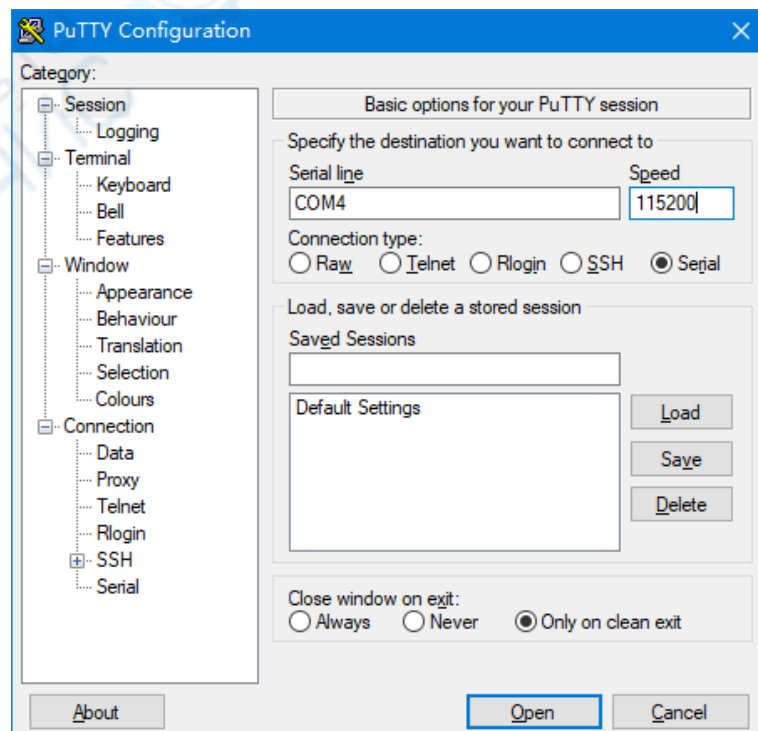 PuTTY Configuration
Category:
Session
Logging
Terminal
Keyboard
Bell
Features
Window
Appearance
Behaviour
Translation
Selection
Colours
Connection
Data
Proxy
Telnet
Rlogin
SSH
Serial
Basic options for your PuTTY session
Specify the destination you want to connect to
Serial line Speed
COM4 115200
Connection type:
Raw Telnet Rlogin SSH Serial
Load, save or delete a stored session
Saved Sessions
Default Settings
Load
Save
Delete
Close window on exit:
Always Never Only on clean exit
About Open Cancel